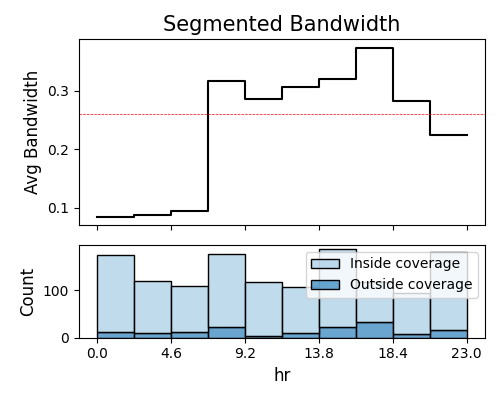 Segmented Bandwidth
Avg Bandwidth
0.3
0.2
0.1
Count
100
0
Inside coverage
Outside coverage
0.0 4.6 9.2 13.8 18.4 23.0
hr